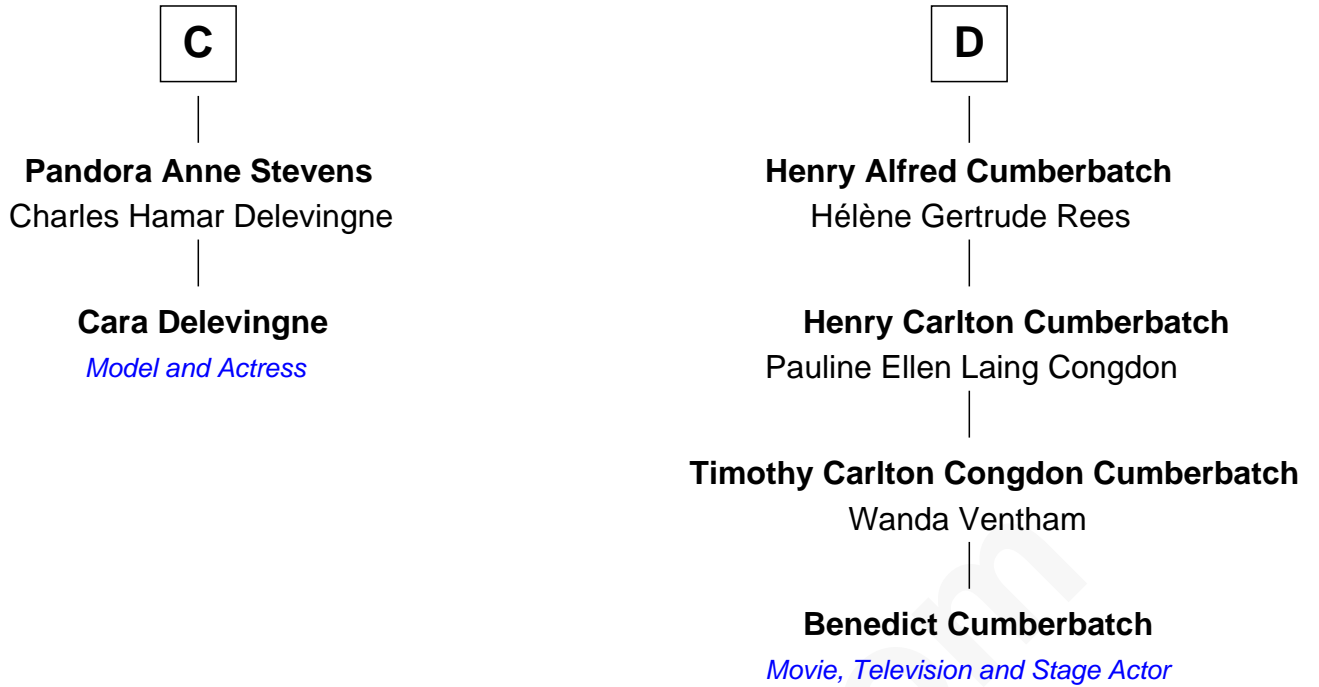 C
Pandora Anne Stevens
Charles Hamar Delevingne
Cara Delevingne
Model and Actress
D
Henry Alfred Cumberbatch
Hélène Gertrude Rees
Henry Carlton Cumberbatch
Pauline Ellen Laing Congdon
Timothy Carlton Congdon Cumberbatch
Wanda Ventham
Benedict Cumberbatch
Movie, Television and Stage Actor